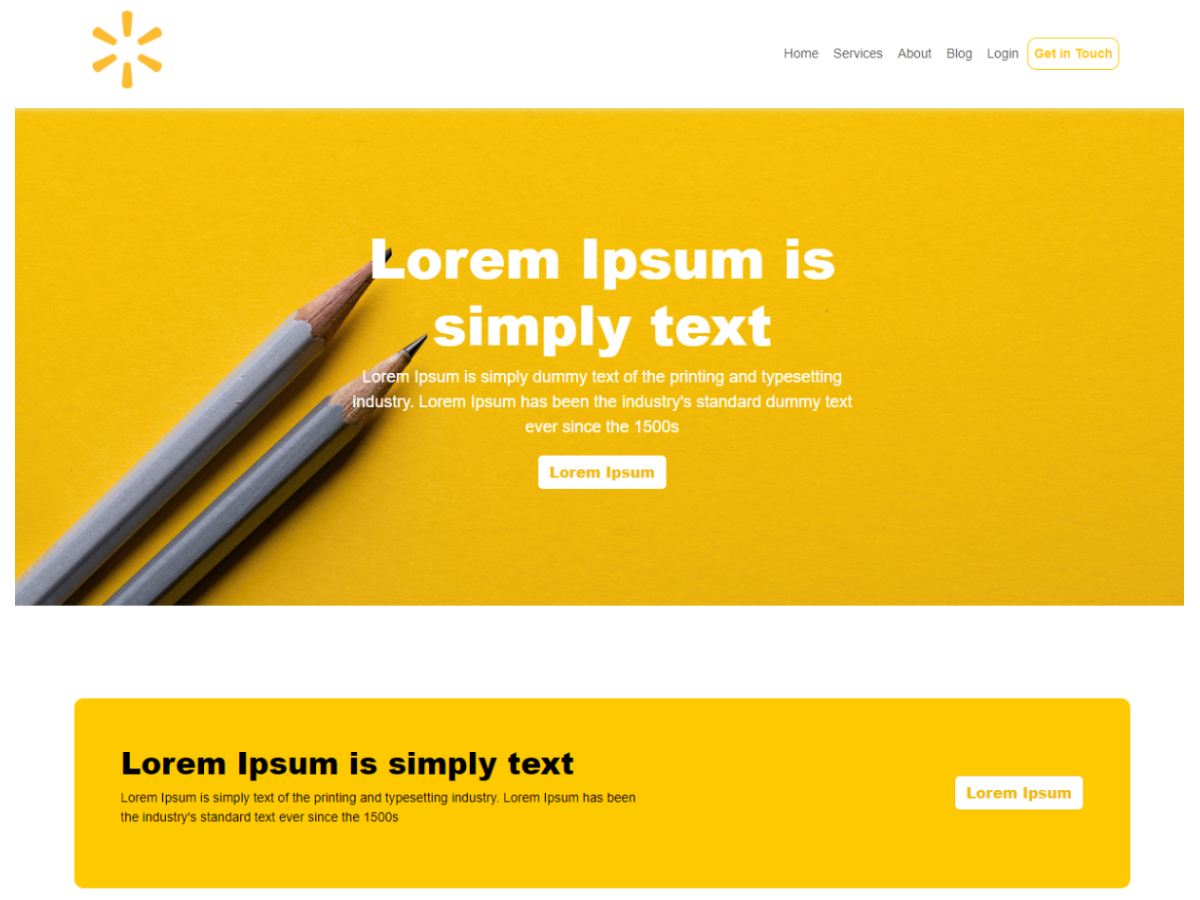 Home Services About Blog Login Get in Touch
Lorem Ipsum is
simply text
Lorem Ipsum is simply dummy text of the printing and typesetting
industry. Lorem Ipsum has been the industry's standard dummy text
ever since the 1500s
Lorem Ipsum
Lorem Ipsum is simply text
Lorem Ipsum is simply text of the printing and typesetting industry. Lorem Ipsum has been
the industry's standard text ever since the 1500s
Lorem Ipsum